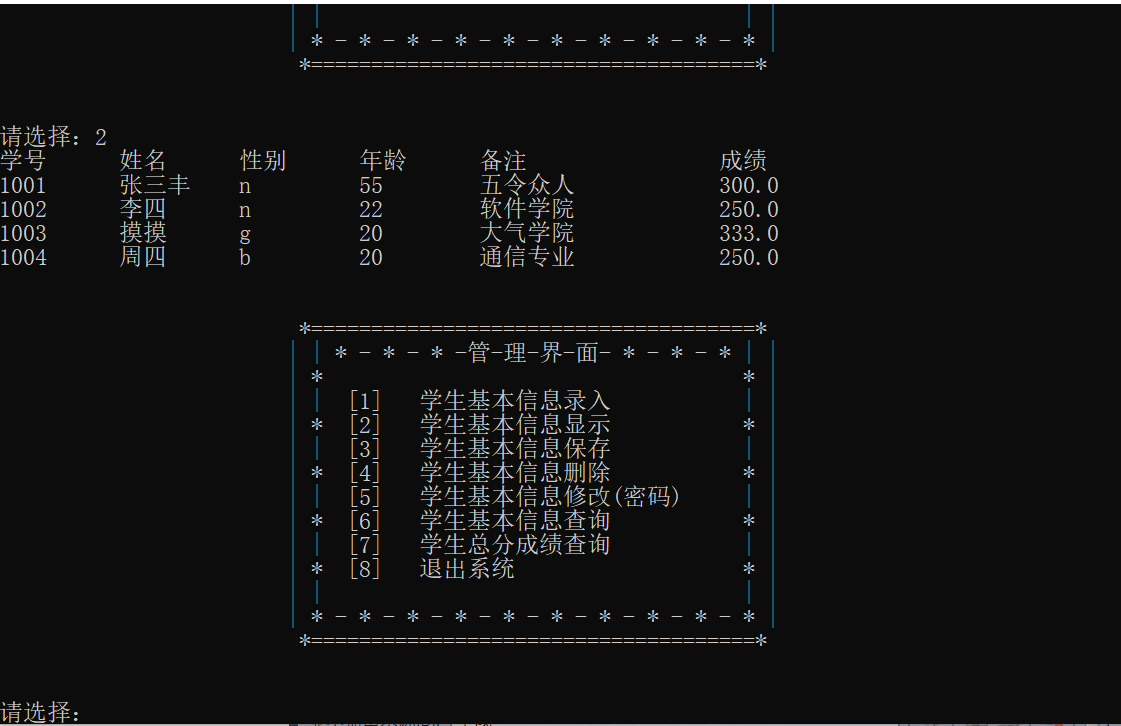 * - * - * - * - * - * - * - * - * - *
*=====================================*
请选择: 2
学号 姓名 性别 年龄 备注 成绩
1001 张三丰 n 55 五令众人 300.0
1002 李四 n 22 软件学院 250.0
1003 摸摸 g 20 大气学院 333.0
1004 周四 b 20 通信专业 250.0
*=====================================*
* - * - * -管-理-界-面- * - * - *
* *
[1] 学生基本信息录入
* [2] 学生基本信息显示 *
[3] 学生基本信息保存
* [4] 学生基本信息删除 *
[5] 学生基本信息修改(密码)
* [6] 学生基本信息查询 *
[7] 学生总分成绩查询
* [8] 退出系统 *
* - * - * - * - * - * - * - * - * - *
*=====================================*
请选择: